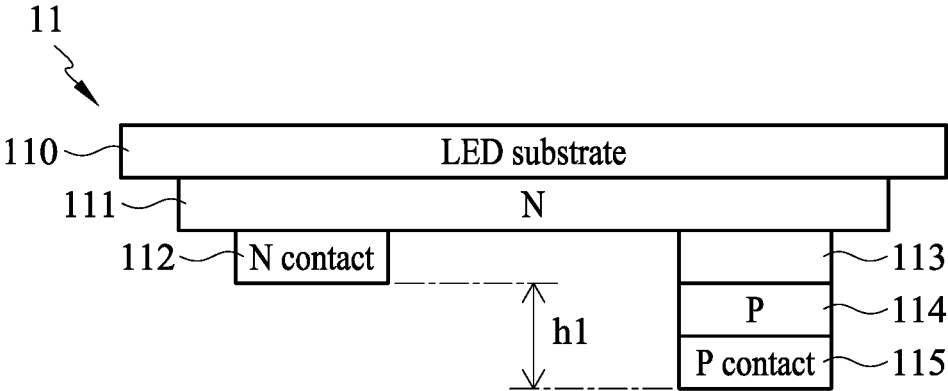 11
110 LED substrate
111 N
112 N contact 113
h1 P 114
P contact 115